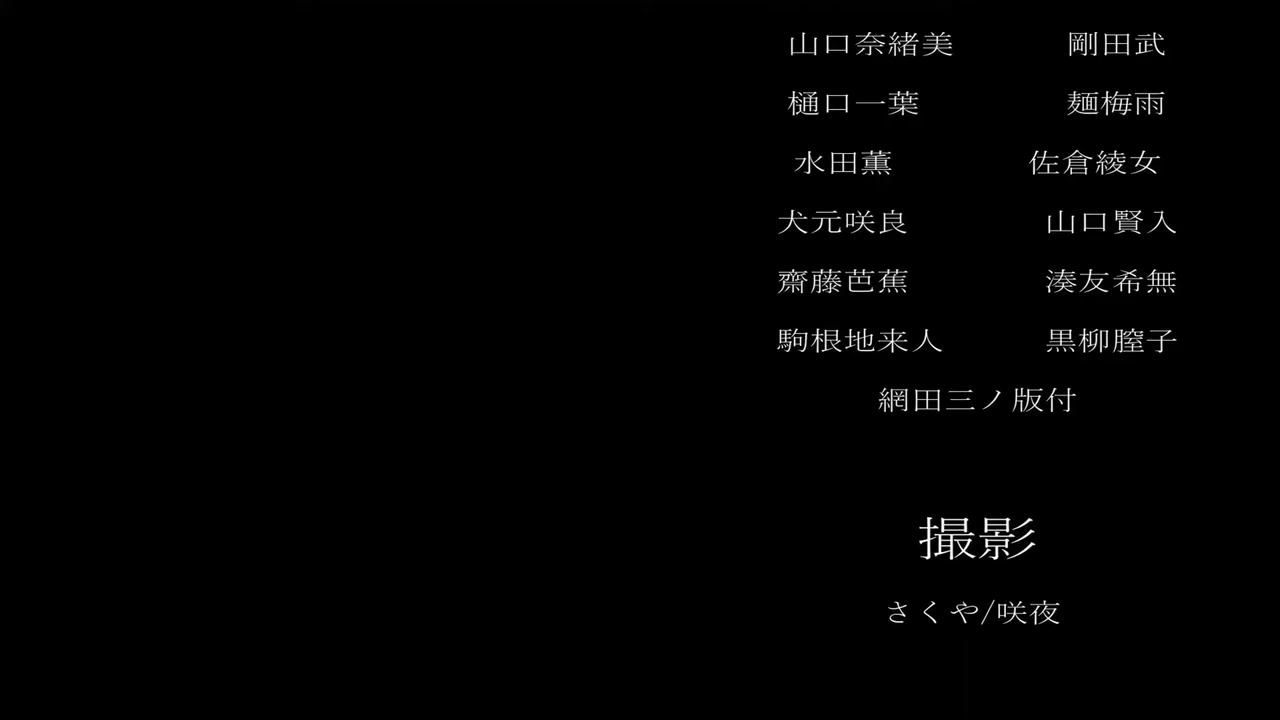 山口奈緒美 剛田武
樋口一葉 麺梅雨
水田薫 佐倉綾女
犬元咲良 山口賢入
齋藤芭蕉 湊友希無
駒根地来人 黒柳膣子
網田三ノ版付
撮影
さくや/咲夜